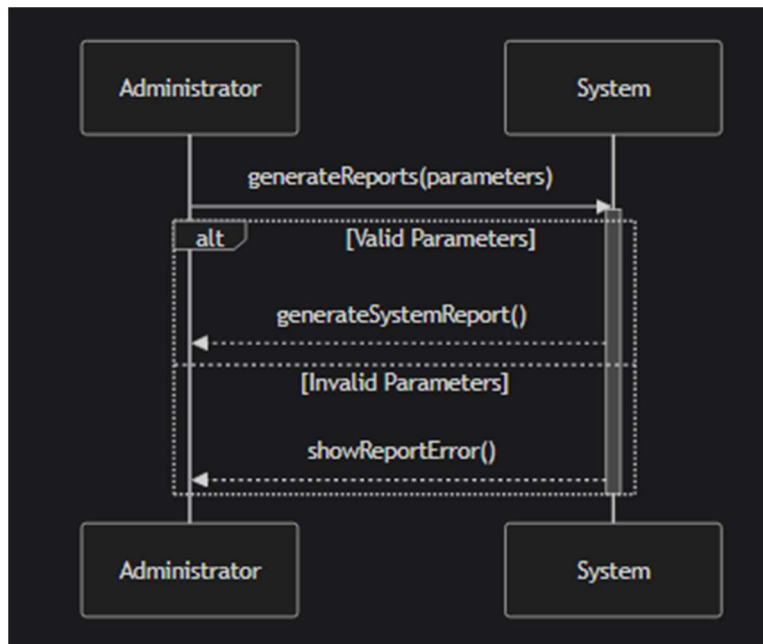 Administrator
System
generateReports(parameters)
alt
[Valid Parameters]
generateSystemReport()
[Invalid Parameters]
showReportError()
Administrator
System